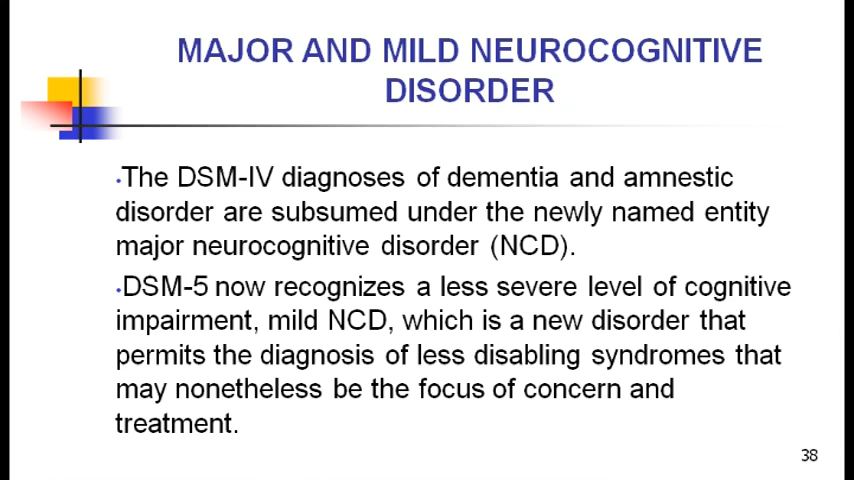 MAJOR AND MILD NEUROCOGNITIVE
DISORDER
•The DSM-IV diagnoses of dementia and amnestic
disorder are subsumed under the newly named entity
major neurocognitive disorder (NCD).
•DSM-5 now recognizes a less severe level of cognitive
impairment, mild NCD, which is a new disorder that
permits the diagnosis of less disabling syndromes that
may nonetheless be the focus of concern and
treatment.
38